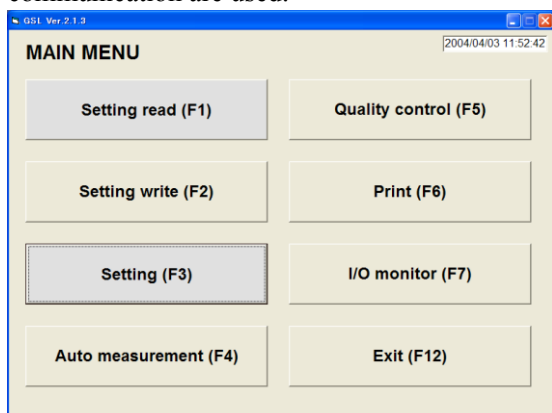 communication are used.
GSL Ver.2.1.3
MAIN MENU
2004/04/03 11:52:42
Setting read (F1)
Quality control (F5)
Setting write (F2)
Print (F6)
Setting (F3)
I/O monitor (F7)
Auto measurement (F4)
Exit (F12)